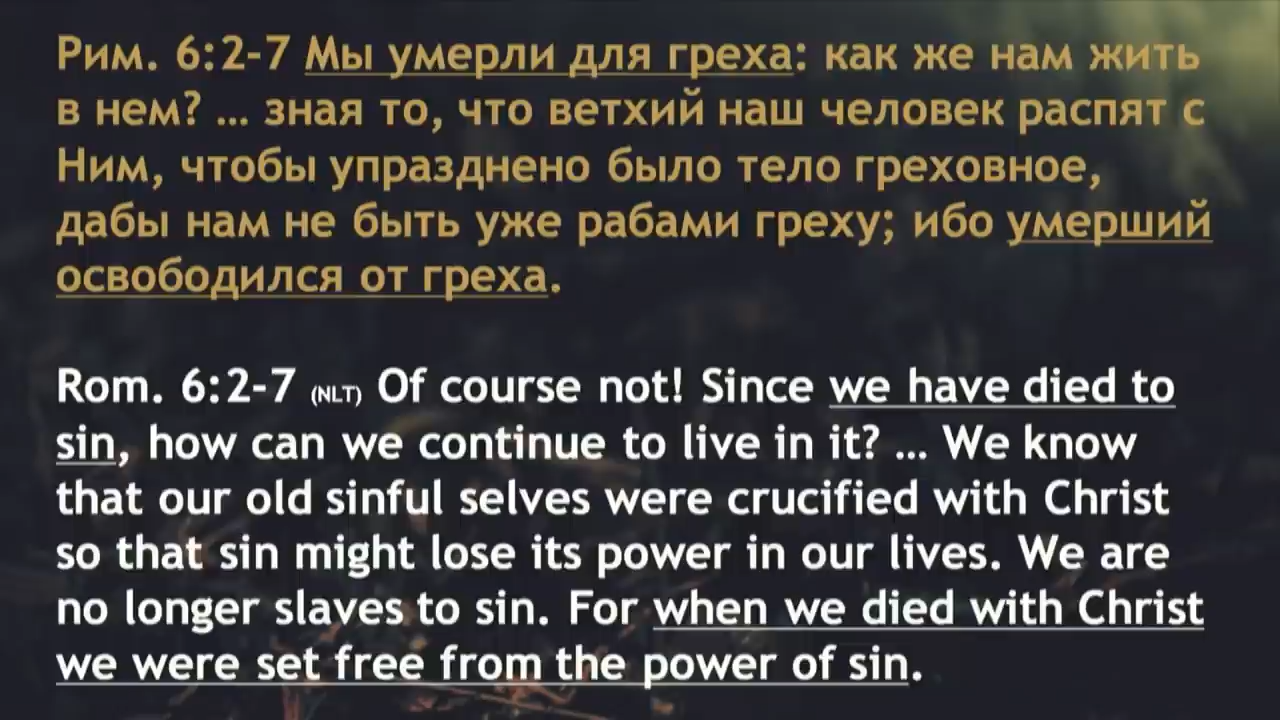 Рим. 6:2-7 Мы умерли для греха: как же нам жить
в нем? ... зная то, что ветхий наш человек распят с
Ним, чтобы упразднено было тело греховное,
дабы нам не быть уже рабами греху; ибо умерший
освободился от греха.
Rom. 6:2-7 (NLT) Of course not! Since we have died to
sin, how can we continue to live in it? ... We know
that our old sinful selves were crucified with Christ
so that sin might lose its power in our lives. We are
no longer slaves to sin. For when we died with Christ
we were set free from the power of sin.